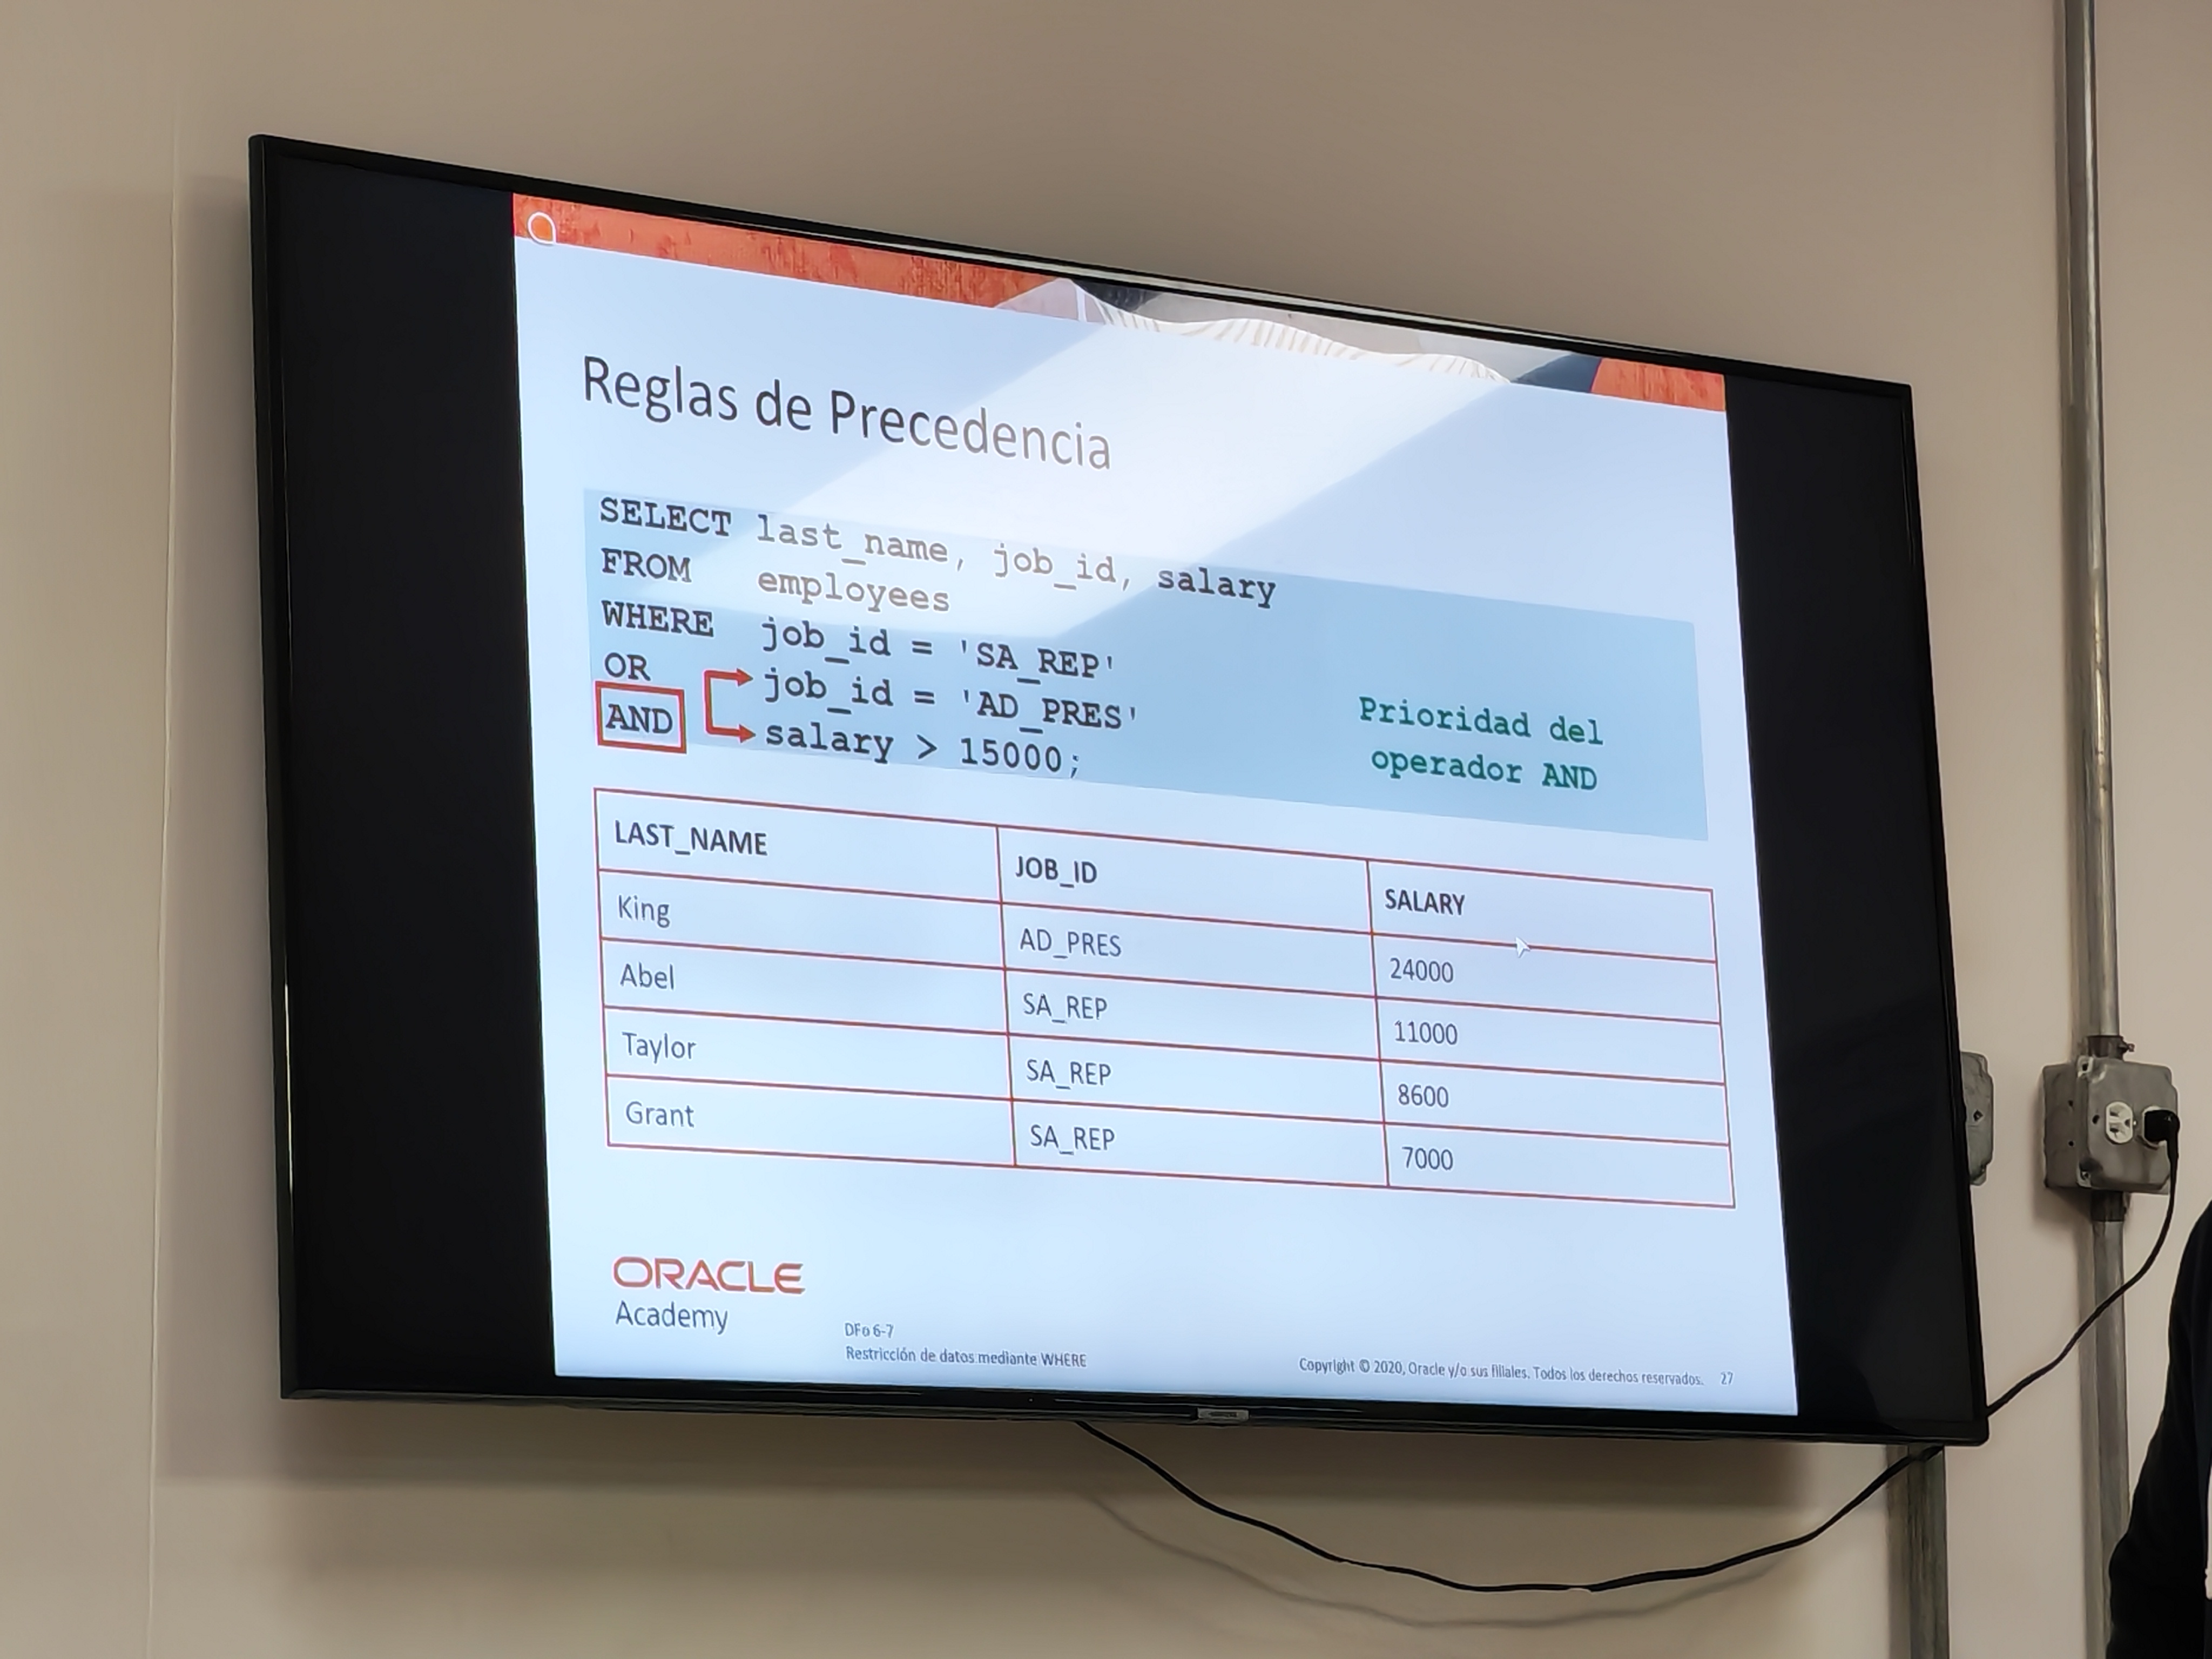 Reglas de Precedencia
SELECT last_name, job_id, salary
FROM employees
WHERE job_id = 'SA_REP'
OR job_id = 'AD_PRES'
AND salary > 15000;
Prioridad del
operador AND
LAST_NAME JOB_ID SALARY
King AD_PRES 24000
Abel SA_REP 11000
Taylor SA_REP 8600
Grant SA_REP 7000
ORACLE
Academy
DFo 6-7
Restricción de datos mediante WHERE
Copyright © 2020, Oracle y/o sus filiales. Todos los derechos reservados. 27